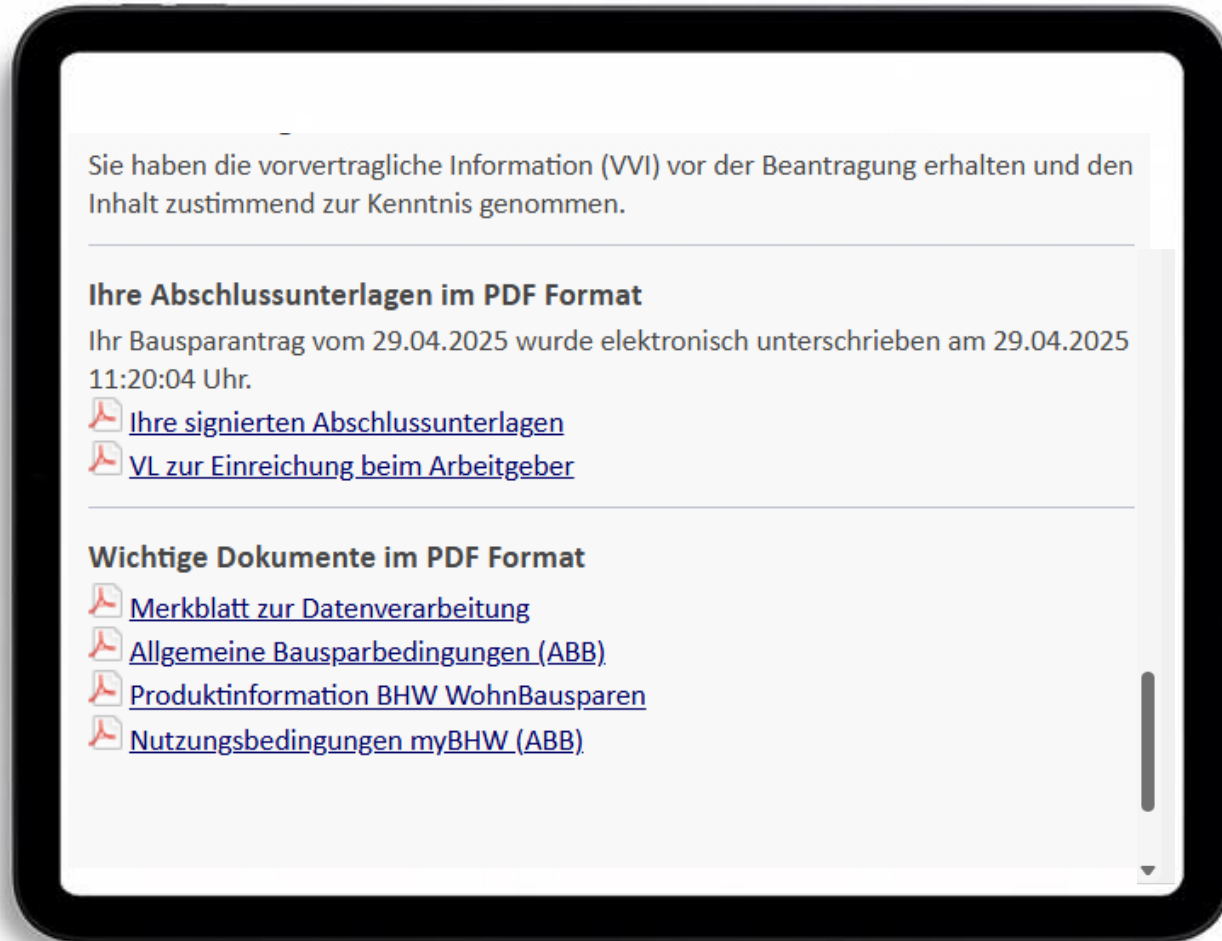 Sie haben die vorvertragliche Information (VVI) vor der Beantragung erhalten und den
Inhalt zustimmend zur Kenntnis genommen.
Ihre Abschlussunterlagen im PDF Format
Ihr Bausparantrag vom 29.04.2025 wurde elektronisch unterschrieben am 29.04.2025
11:20:04 Uhr.
Ihre signierten Abschlussunterlagen
VL zur Einreichung beim Arbeitgeber
Wichtige Dokumente im PDF Format
Merkblatt zur Datenverarbeitung
Allgemeine Bausparbedingungen (ABB)
Produktinformation BHW WohnBausparen
Nutzungsbedingungen myBHW (ABB)